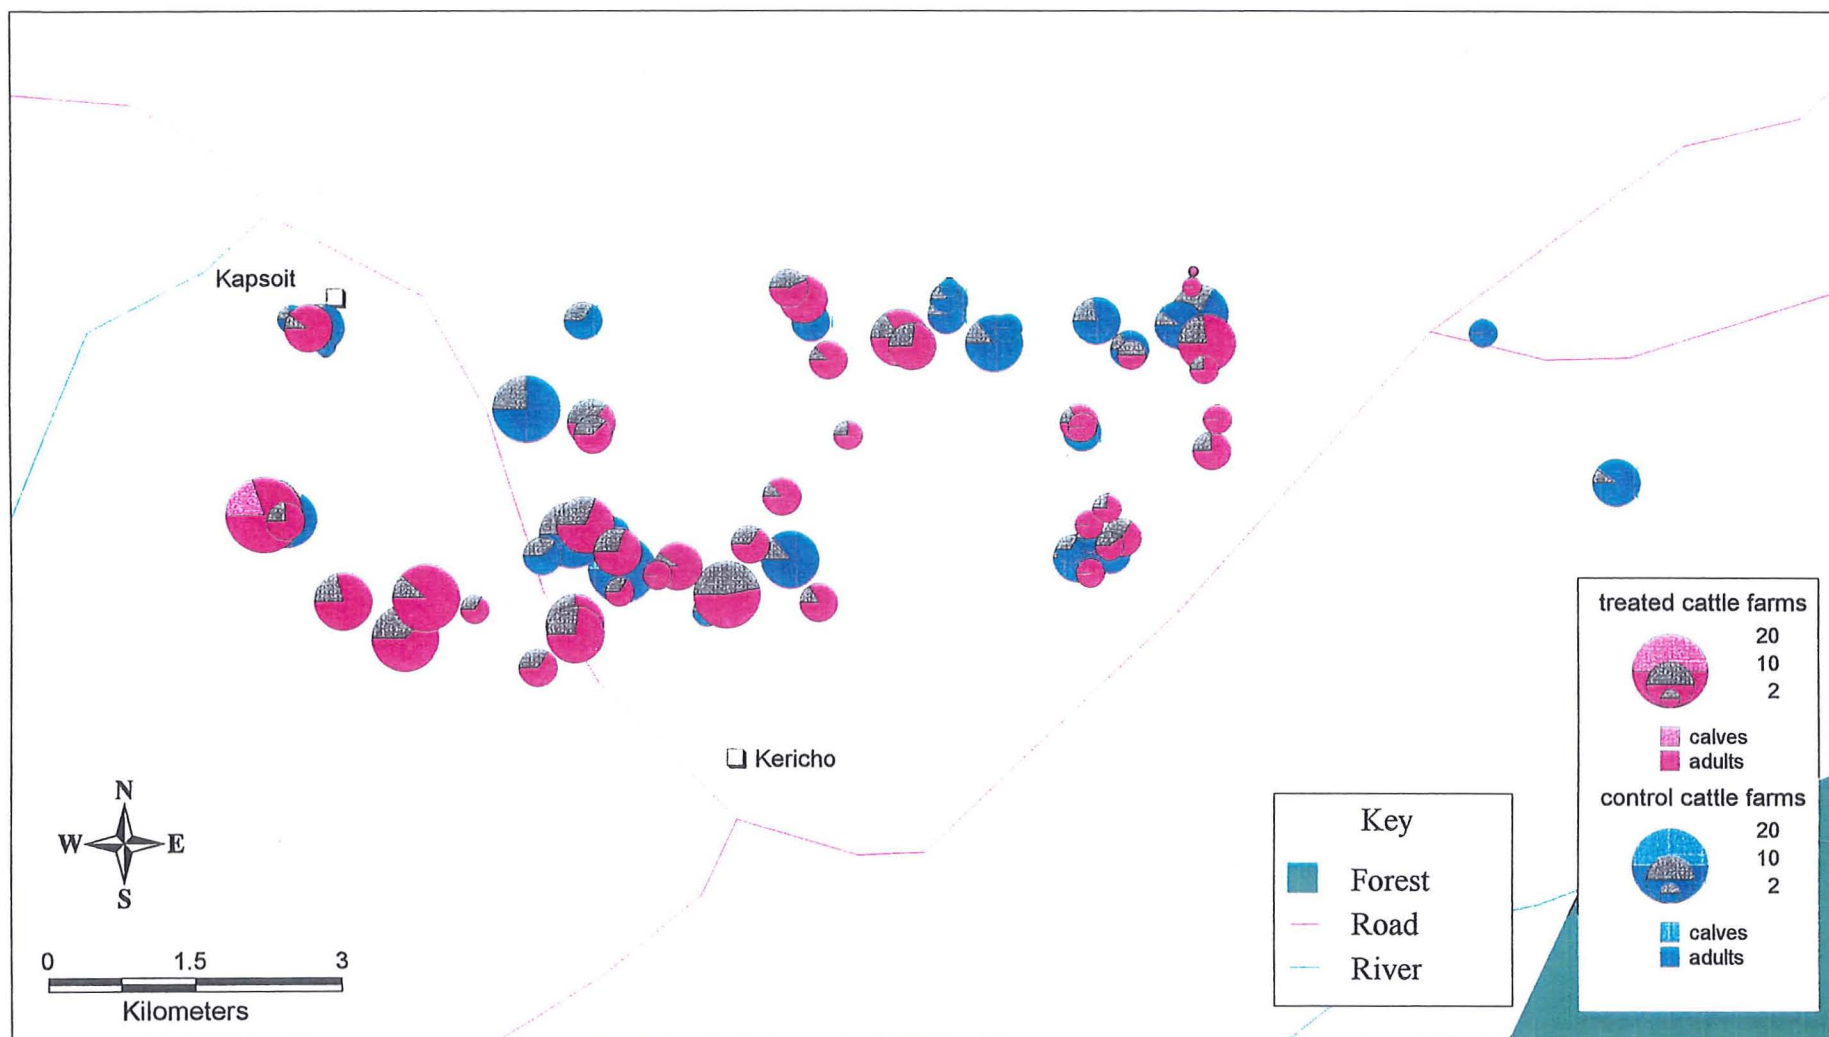 Kapsoit
Kericho
N
W E
S
0 1.5 3
Kilometers
Key
Forest
Road
River
treated cattle farms
20
10
2
calves
adults
control cattle farms
20
10
2
calves
adults